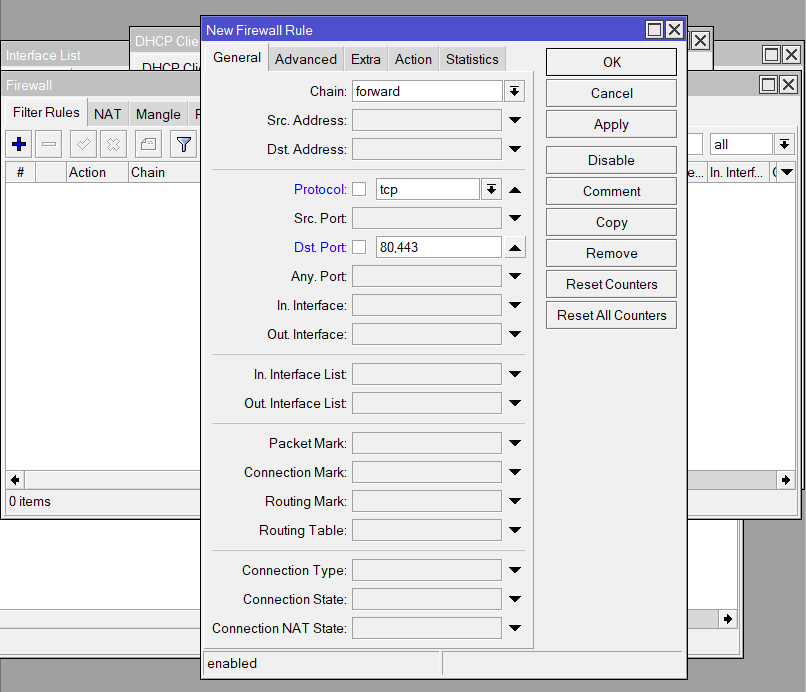 New Firewall Rule
DHCP Clie
Interface List
DHCP Clie
Firewall
General Advanced Extra Action Statistics
Filter Rules NAT Mangle
# Action Chain
all
e... In. Interf...
0 items
Chain: forward
Src. Address:
Dst. Address:
Protocol: tcp
Src. Port:
Dst. Port: 80,443
Any. Port:
In. Interface:
Out. Interface:
In. Interface List:
Out. Interface List:
Packet Mark:
Connection Mark:
Routing Mark:
Routing Table:
Connection Type:
Connection State:
Connection NAT State:
enabled
OK
Cancel
Apply
Disable
Comment
Copy
Remove
Reset Counters
Reset All Counters